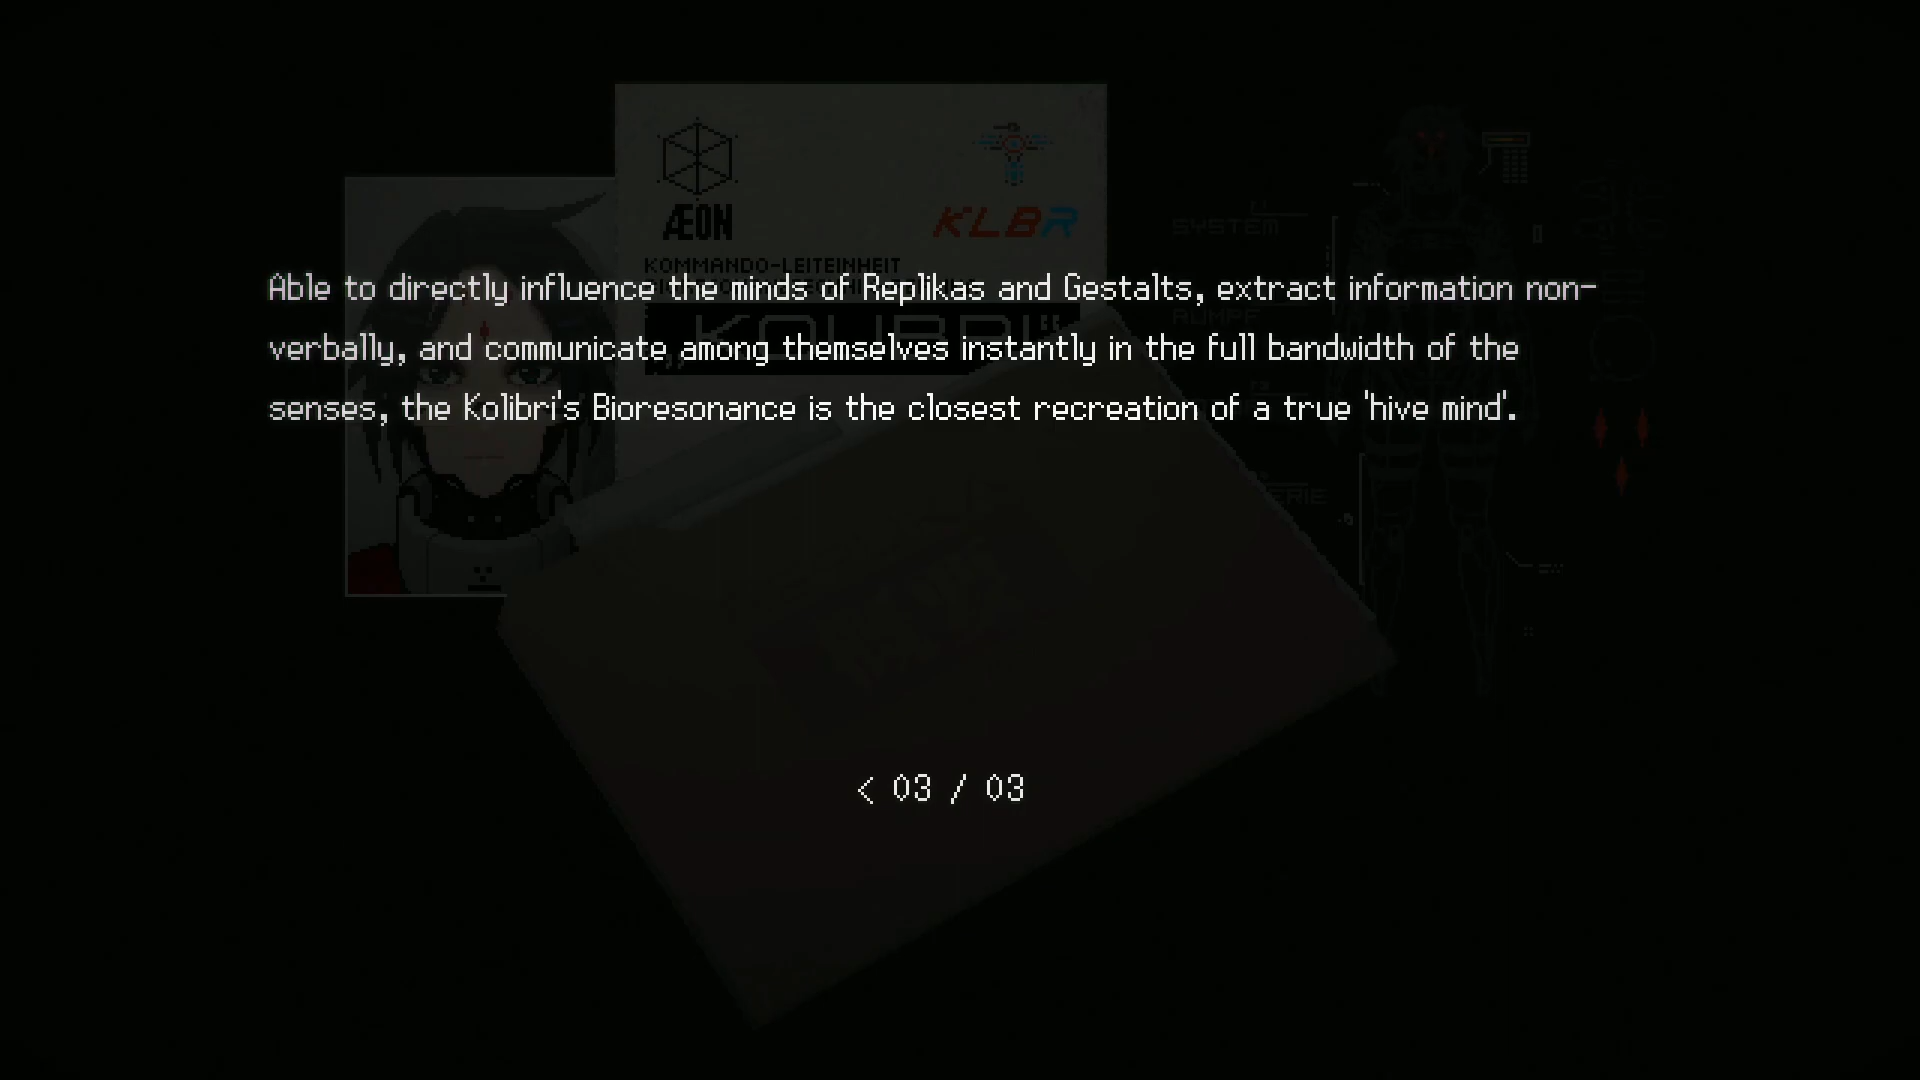 ÆON
KLBR
KOMMANDO-LEITEINHEIT
Able to directly influence the minds of Replikas and Gestalts, extract information non-
verbally, and communicate among themselves instantly in the full bandwidth of the
senses, the Kolibri's Bioresonance is the closest recreation of a true 'hive mind'.
„KOLIBRI“
SYSTEM
< 03 / 03